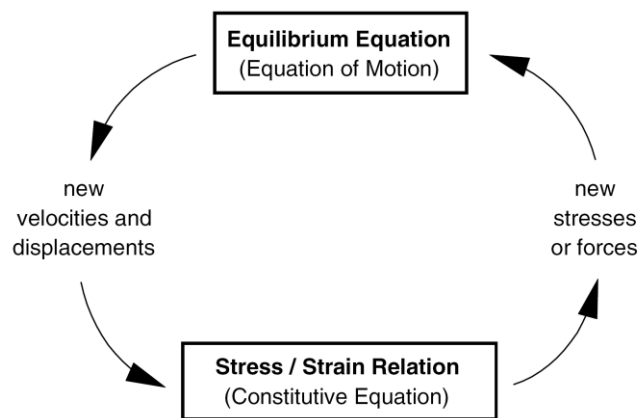 Equilibrium Equation
(Equation of Motion)
new
velocities and
displacements
new
stresses
or forces
Stress / Strain Relation
(Constitutive Equation)